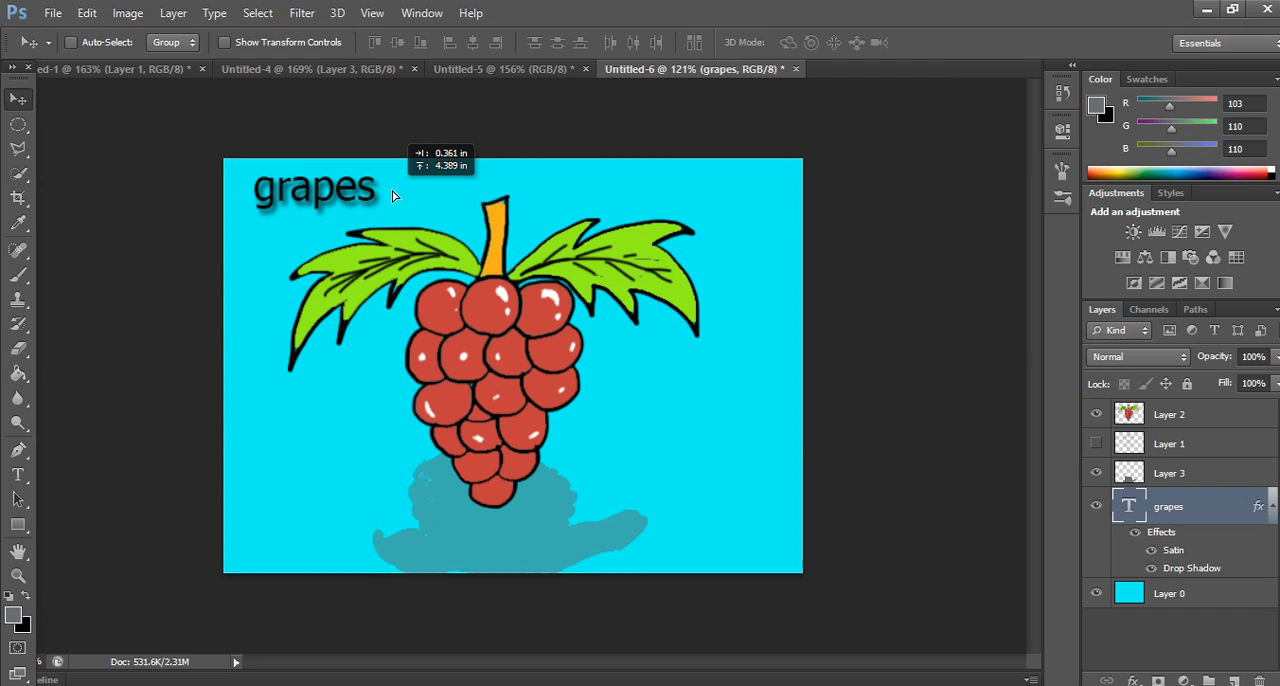 Ps File Edit Image Layer Type Select Filter 3D View Window Help
Auto-Select: Group Show Transform Controls 3D Mode: Essentials
ed-1 @ 163% (Layer 1, RGB/8) * × Untitled-4 @ 169% (Layer 3, RGB/8) * × Untitled-5 @ 156% (RGB/8) * × Untitled-6 @ 121% (grapes, RGB/8) * ×
Color Swatches
R 103
G 110
B 110
0.361 in
4.389 in
grapes
Adjustments Styles
Add an adjustment
Layers Channels Paths
Kind
Normal Opacity: 100%
Lock: Fill: 100%
Layer 2
Layer 1
Layer 3
T grapes fx
Effects
Satin
Drop Shadow
Layer 0
% Doc: 531.6K/2.31M
eline